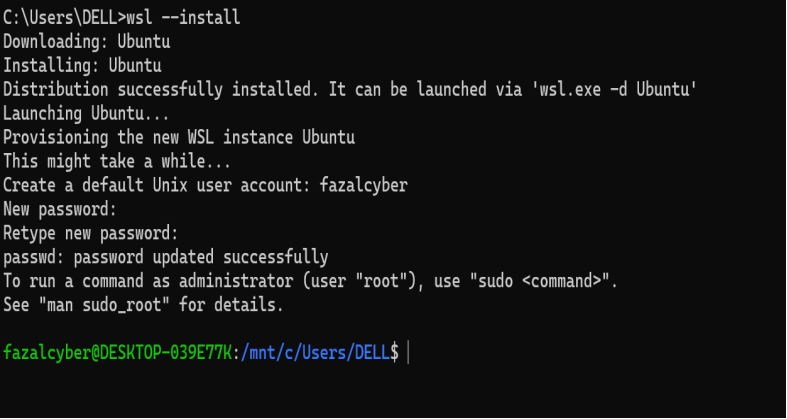 C:\Users\DELL>wsl --install
Downloading: Ubuntu
Installing: Ubuntu
Distribution successfully installed. It can be launched via 'wsl.exe -d Ubuntu'
Launching Ubuntu...
Provisioning the new WSL instance Ubuntu
This might take a while...
Create a default Unix user account: fazalcyber
New password:
Retype new password:
passwd: password updated successfully
To run a command as administrator (user "root"), use "sudo <command>".
See "man sudo_root" for details.
fazalcyber@DESKTOP-039E77K:/mnt/c/Users/DELL$